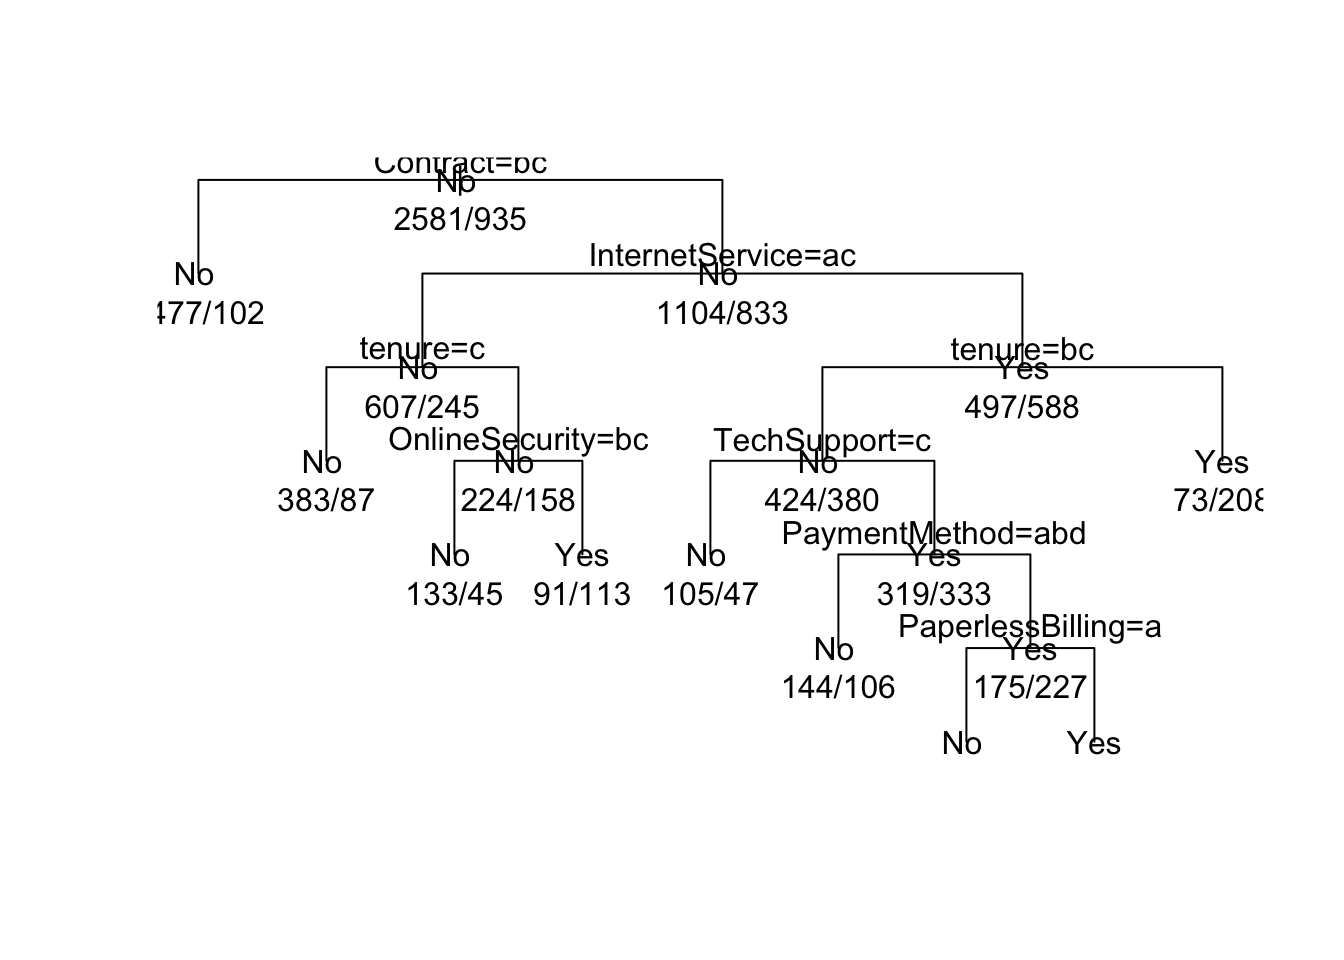 Contract=bc
No
2581/935
InternetService=ac
No
No
477/102
1104/833
tenure=c
tenure=bc
No
Yes
607/245
497/588
OnlineSecurity=bc
TechSupport=c
No
No
No
Yes
383/87
224/158
424/380
73/208
PaymentMethod=abd
No
Yes
No
Yes
133/45
91/113
105/47
319/333
PaperlessBilling=a
No
Yes
144/106
175/227
No
Yes